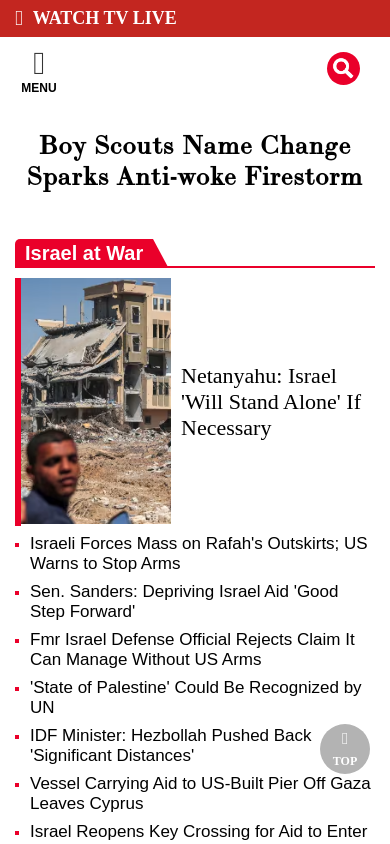 WATCH TV LIVE
MENU
Boy Scouts Name Change
Sparks Anti-woke Firestorm
Israel at War
Netanyahu: Israel
'Will Stand Alone' If
Necessary
Israeli Forces Mass on Rafah's Outskirts; US
Warns to Stop Arms
Sen. Sanders: Depriving Israel Aid 'Good
Step Forward'
Fmr Israel Defense Official Rejects Claim It
Can Manage Without US Arms
'State of Palestine' Could Be Recognized by
UN
IDF Minister: Hezbollah Pushed Back
'Significant Distances'
TOP
Vessel Carrying Aid to US-Built Pier Off Gaza
Leaves Cyprus
Israel Reopens Key Crossing for Aid to Enter